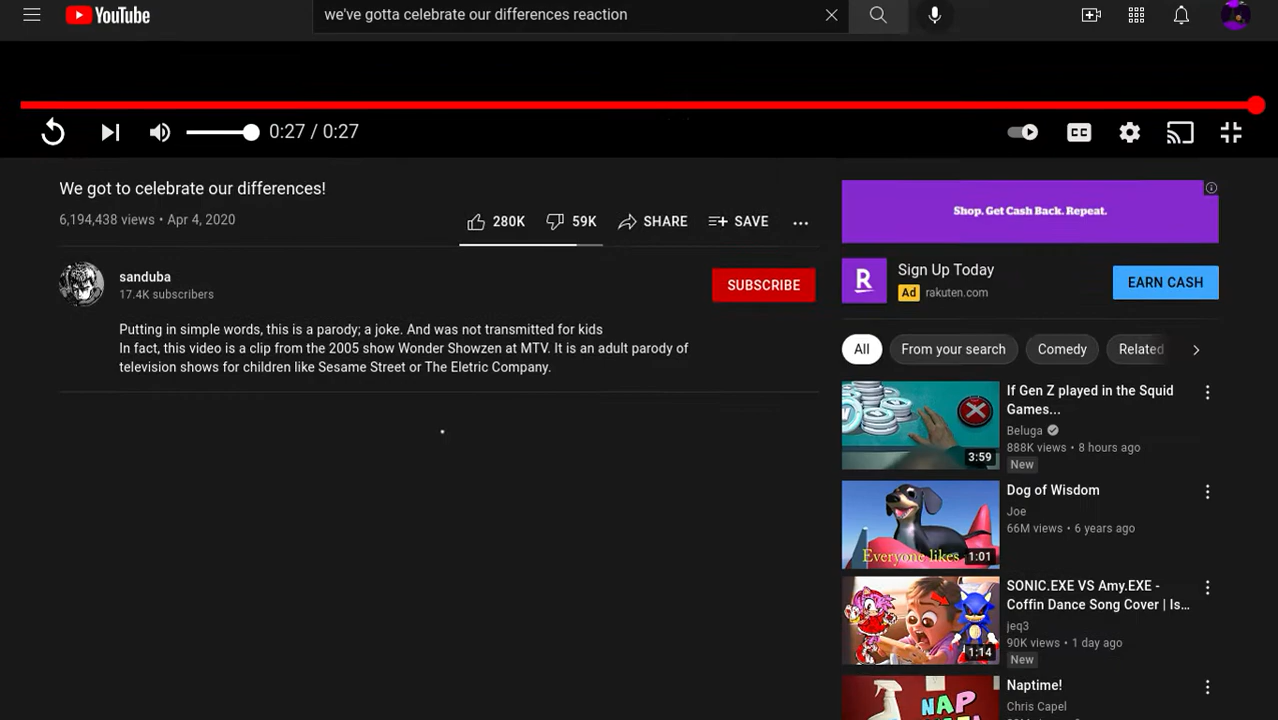 YouTube
we've gotta celebrate our differences reaction
0:27 / 0:27
CC
We got to celebrate our differences!
6,194,438 views • Apr 4, 2020
280K
59K
SHARE
SAVE
sanduba
17.4K subscribers
SUBSCRIBE
Putting in simple words, this is a parody; a joke. And was not transmitted for kids
In fact, this video is a clip from the 2005 show Wonder Showzen at MTV. It is an adult parody of
television shows for children like Sesame Street or The Eletric Company.
Shop. Get Cash Back. Repeat.
R
Sign Up Today
Ad rakuten.com
EARN CASH
All
From your search
Comedy
Related
3:59
If Gen Z played in the Squid
Games...
Beluga
888K views • 8 hours ago
New
Everyone likes
1:01
Dog of Wisdom
Joe
66M views • 6 years ago
1:14
SONIC.EXE VS Amy.EXE -
Coffin Dance Song Cover | Is...
jeq3
90K views • 1 day ago
New
NAP
Naptime!
Chris Capel